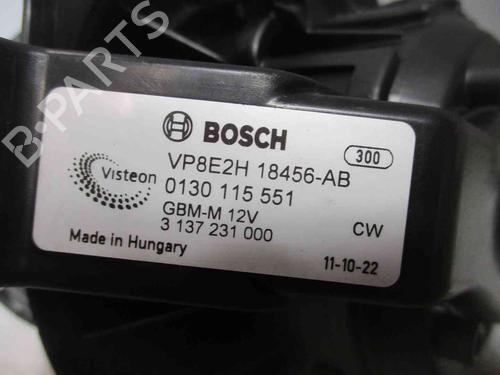 B-PARTS
BOSCH
300
Visteon
VP8E2H 18456-AB
0130 115 551
GBM-M 12V
3 137 231 000
CW
Made in Hungary
11-10-22